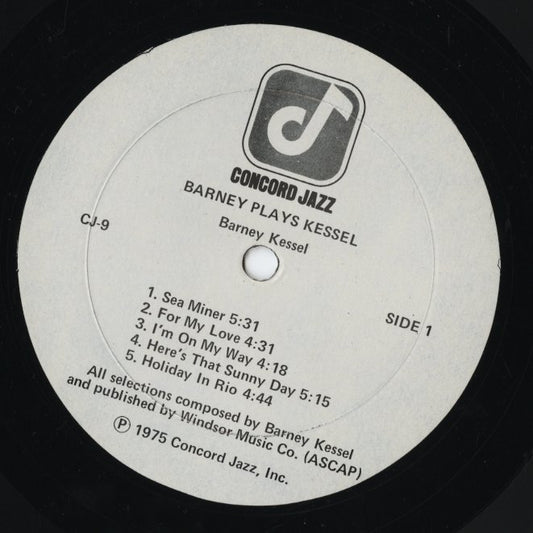 CONCORD JAZZ
BARNEY PLAYS KESSEL
Barney Kessel
CJ-9
SIDE 1
1. Sea Miner 5:31
2. For My Love 4:31
3. I'm On My Way 4:18
4. Here's That Sunny Day 5:15
5. Holiday In Rio 4:44
All selections composed by Barney Kessel
and published by Windsor Music Co. (ASCAP)
Ⓟ 1975 Concord Jazz, Inc.